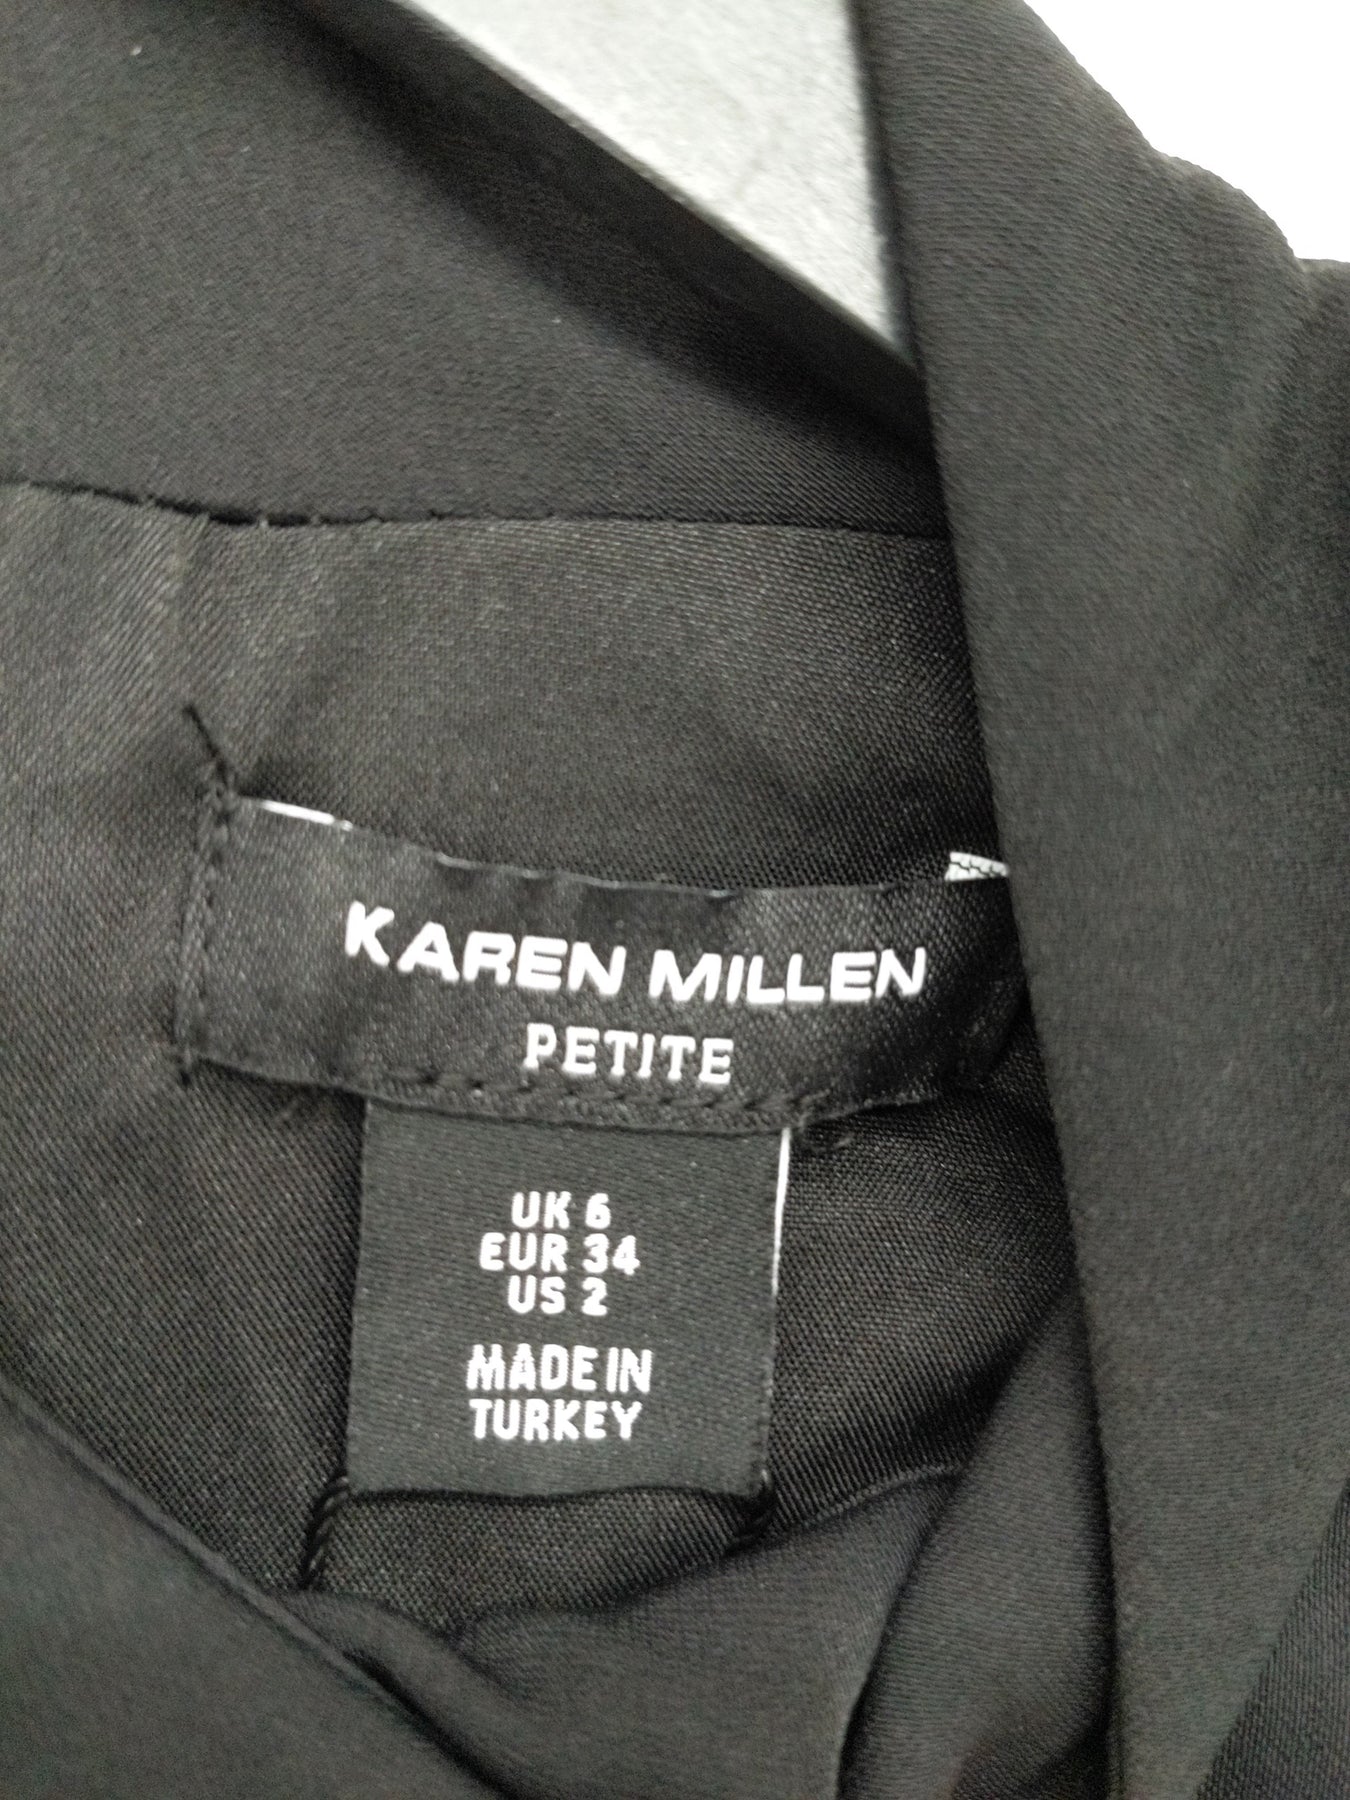 KAREN MILLEN
PETITE
UK 6
EUR 34
US 2
MADE IN
TURKEY